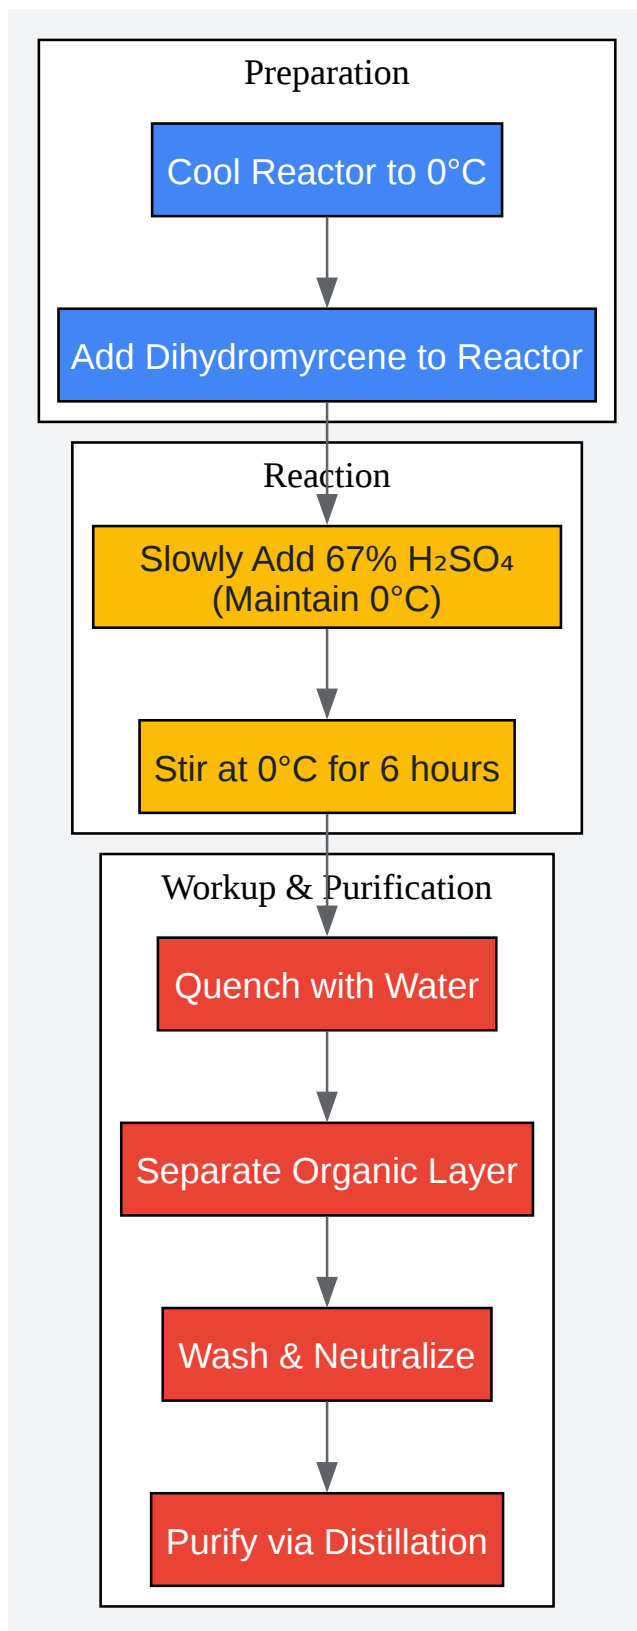 Preparation
Cool Reactor to 0°C
Add Dihydromyrcene to Reactor
Reaction
Slowly Add 67% H₂SO₄
(Maintain 0°C)
Stir at 0°C for 6 hours
Workup & Purification
Quench with Water
Separate Organic Layer
Wash & Neutralize
Purify via Distillation